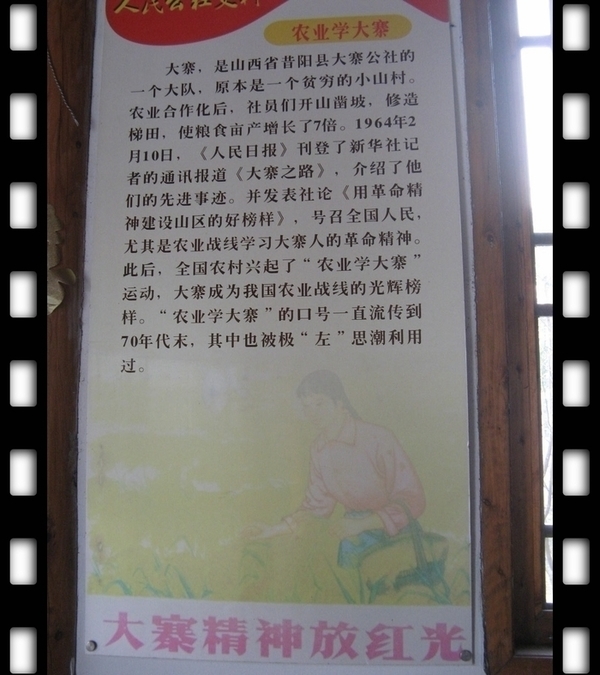 人民公社史料
农业学大寨
大寨，是山西省昔阳县大寨公社的
一个大队，原本是一个贫穷的小山村。
农业合作化后，社员们开山凿坡，修造
梯田，使粮食亩产增长了7倍。1964年2
月10日，《人民日报》刊登了新华社记
者的通讯报道《大寨之路》，介绍了他
们的先进事迹。并发表社论《用革命精
神建设山区的好榜样》，号召全国人民，
尤其是农业战线学习大寨人的革命精神。
此后，全国农村兴起了“农业学大寨”
运动，大寨成为我国农业战线的光辉榜
样。“农业学大寨”的口号一直流传到
70年代末，其中也被极“左”思潮利用
过。
大寨精神放红光